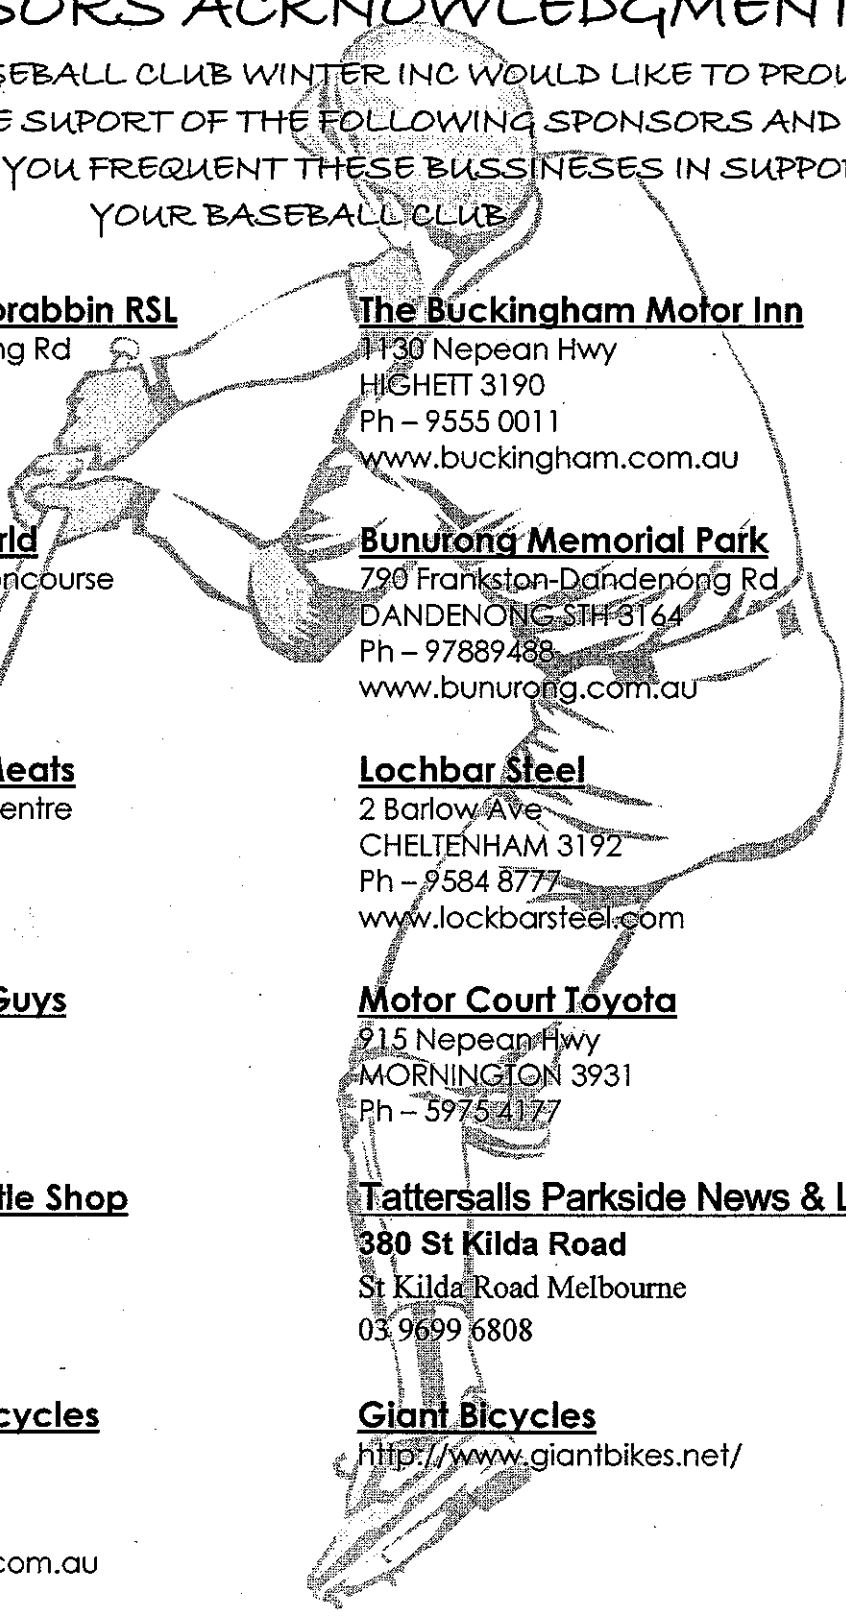 SORS ACKNOWLEDGMENT
SEBALL CLUB WINTER INC WOULD LIKE TO PROU
E SUPORT OF THE FOLLOWING SPONSORS AND
YOU FREQUENT THESE BUSSINESES IN SUPPOR
YOUR BASEBALL CLUB
orabbin RSL
ng Rd
rld
oncourse
Meats
entre
Guys
ttle Shop
cycles
com.au
The Buckingham Motor Inn
1130 Nepean Hwy
HIGHETT 3190
Ph – 9555 0011
www.buckingham.com.au
Bunurong Memorial Park
790 Frankston-Dandenong Rd
DANDENONG STH 3164
Ph – 97889488
www.bunurong.com.au
Lochbar Steel
2 Barlow Ave
CHELTENHAM 3192
Ph – 9584 8777
www.lockbarsteel.com
Motor Court Toyota
915 Nepean Hwy
MORNINGTON 3931
Ph – 5975 4177
Tattersalls Parkside News & L
380 St Kilda Road
St Kilda Road Melbourne
03 9699 6808
Giant Bicycles
http://www.giantbikes.net/